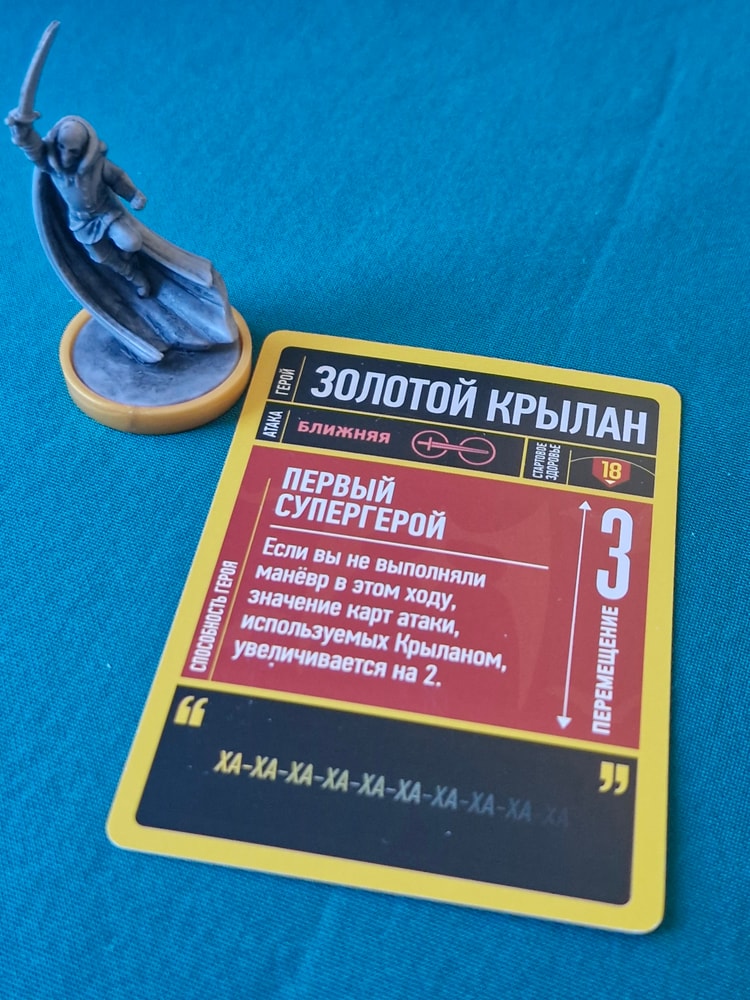 ГЕРОЙ
ЗОЛОТОЙ КРЫЛАН
АТАКА
БЛИЖНЯЯ
СТАРТОВОЕ
ЗДОРОВЬЕ
18
СПОСОБНОСТЬ ГЕРОЯ
ПЕРВЫЙ
СУПЕРГЕРОЙ
Если вы не выполняли
манёвр в этом ходу,
значение карт атаки,
используемых Крыланом,
увеличивается на 2.
3
ПЕРЕМЕЩЕНИЕ
“
ХА-ХА-ХА-ХА-ХА-ХА-ХА-ХА-ХА-ХА
”